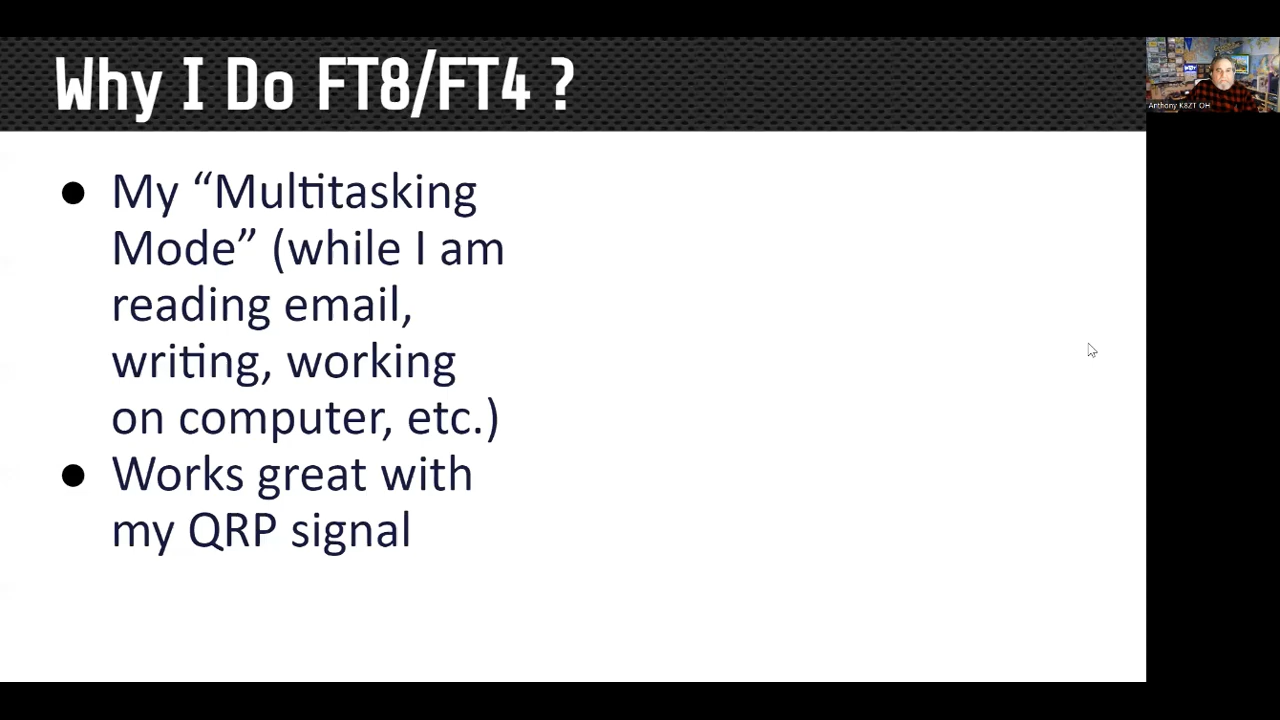 Why I Do FT8/FT4 ?
Anthony K8ZT OH
● My “Multitasking
Mode” (while I am
reading email,
writing, working
on computer, etc.)
● Works great with
my QRP signal